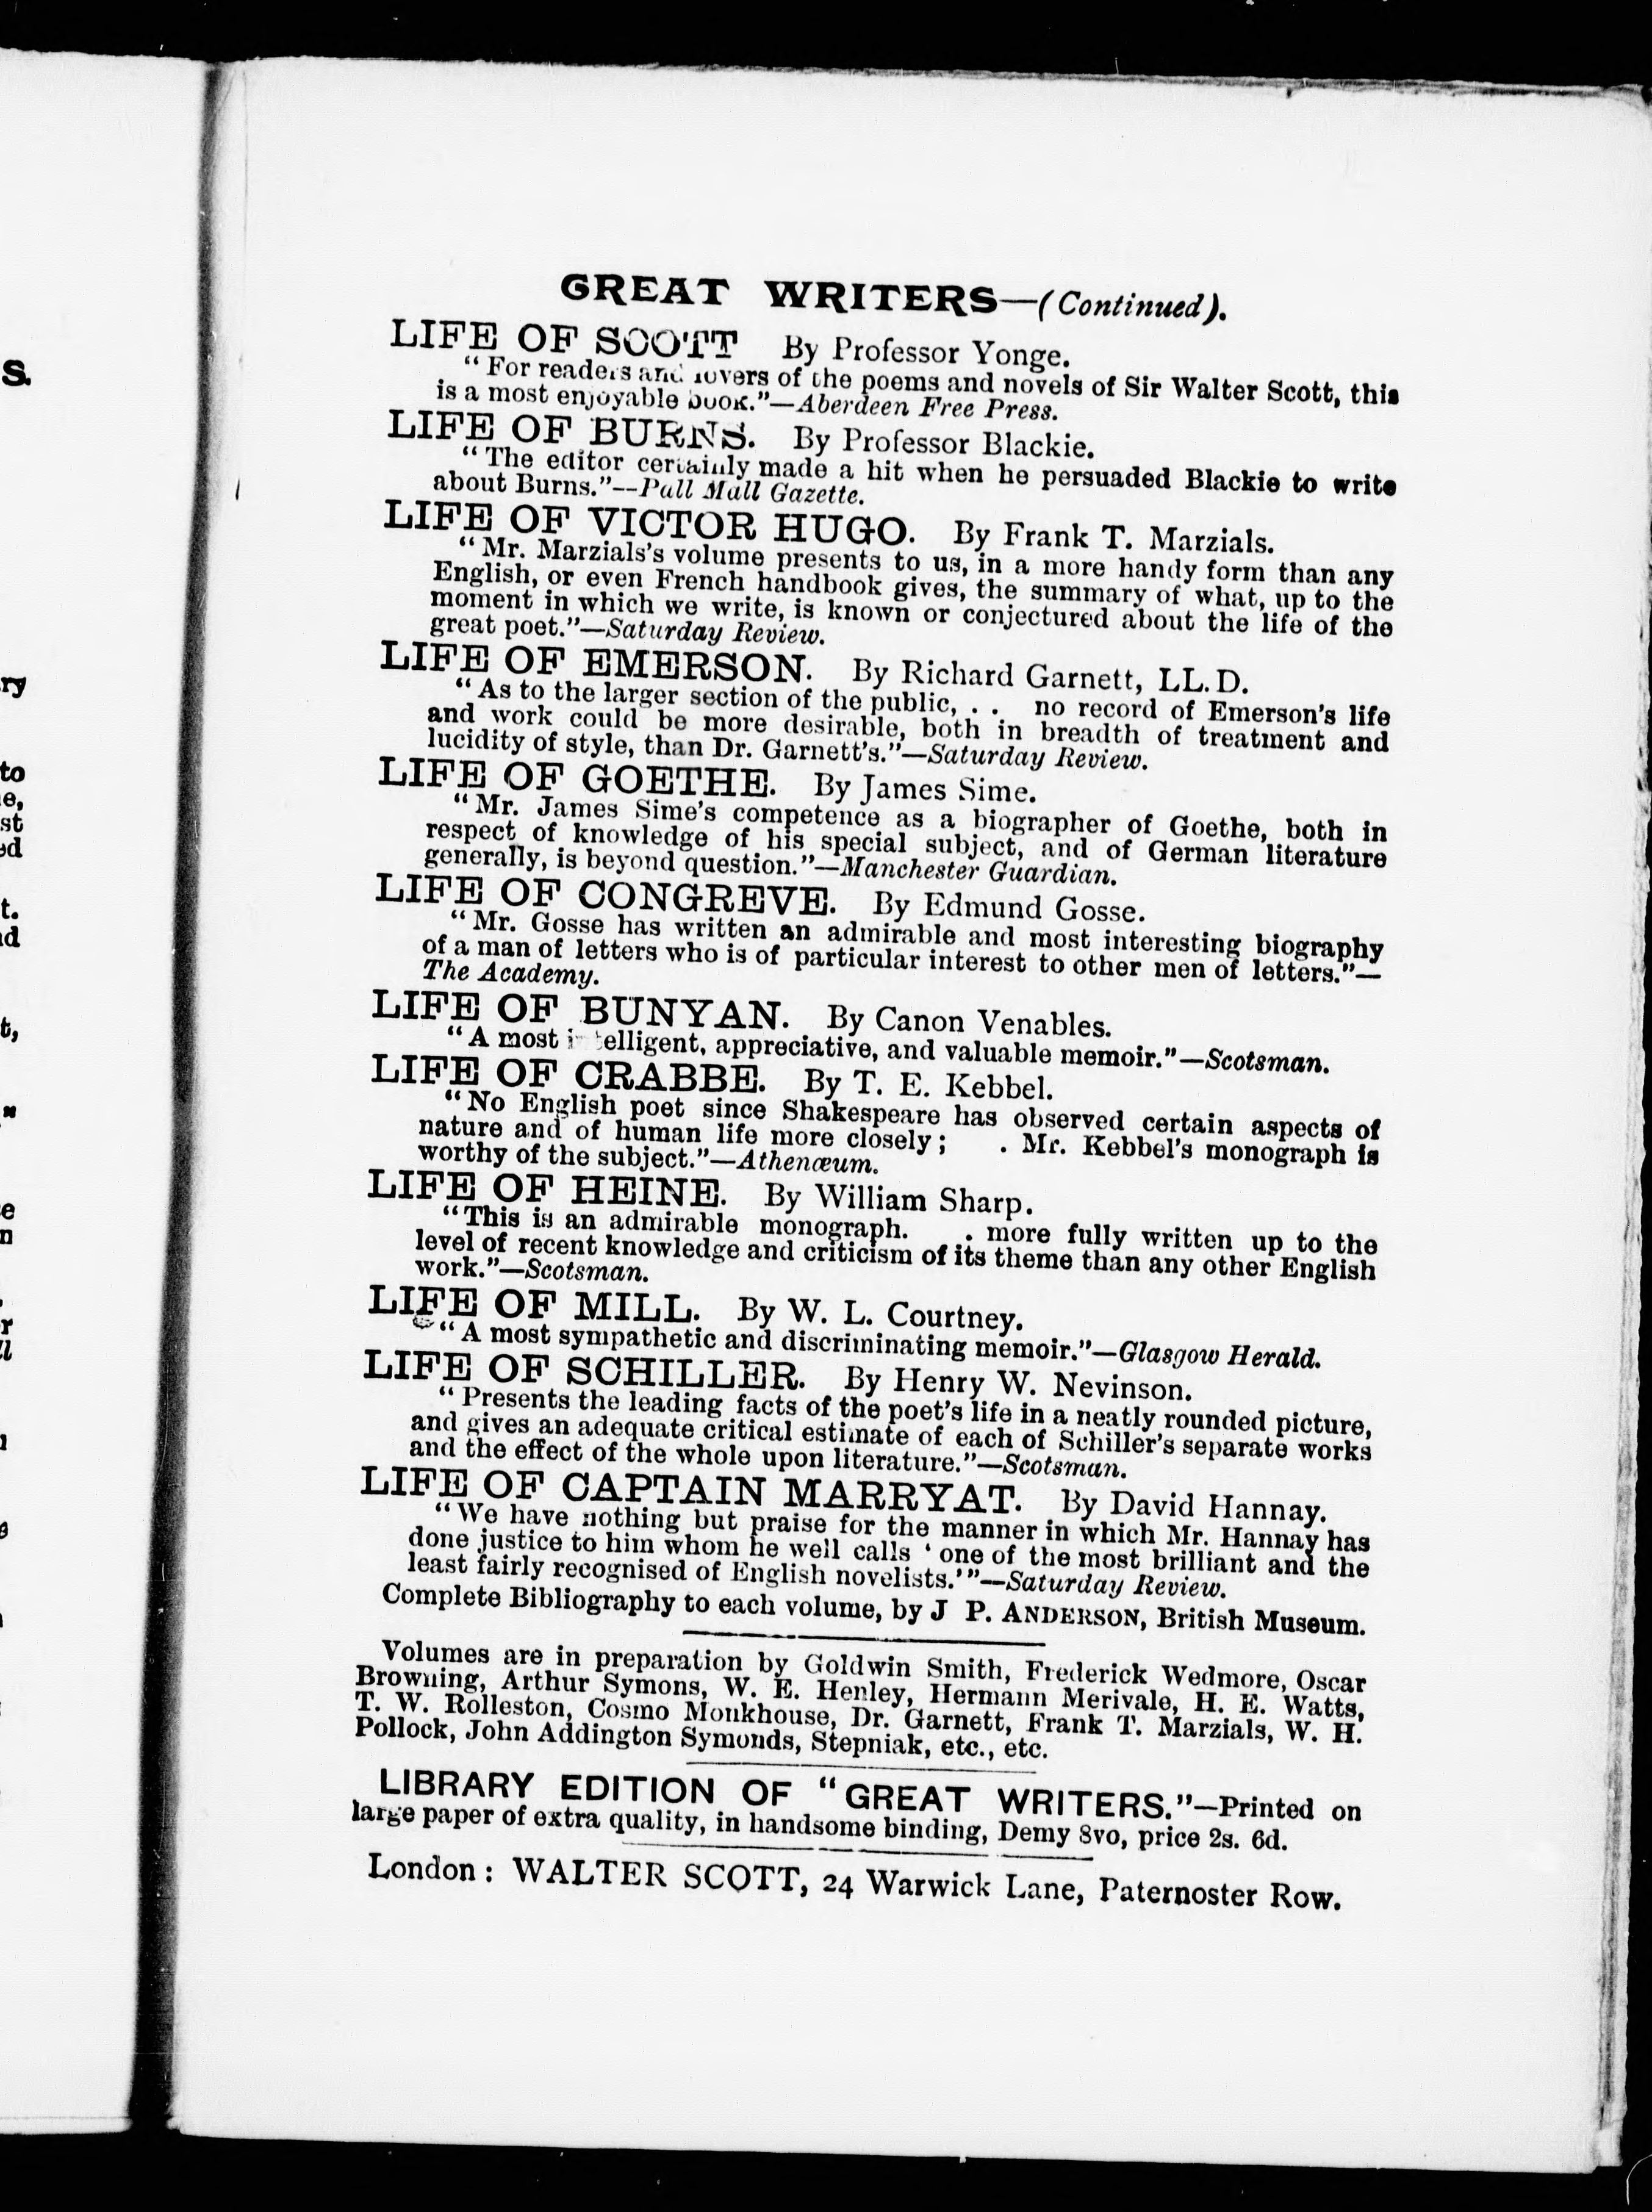 GREAT WRITERS—(Continued).
LIFE OF SCOTT By Professor Yonge.
“For readers and lovers of the poems and novels of Sir Walter Scott, this
is a most enjoyable book.”—Aberdeen Free Press.
LIFE OF BURNS. By Professor Blackie.
“The editor certainly made a hit when he persuaded Blackie to write
about Burns.”—Pall Mall Gazette.
LIFE OF VICTOR HUGO. By Frank T. Marzials.
“Mr. Marzials's volume presents to us, in a more handy form than any
English, or even French handbook gives, the summary of what, up to the
moment in which we write, is known or conjectured about the life of the
great poet.”—Saturday Review.
LIFE OF EMERSON. By Richard Garnett, LL.D.
“As to the larger section of the public, . . no record of Emerson's life
and work could be more desirable, both in breadth of treatment and
lucidity of style, than Dr. Garnett's.”—Saturday Review.
LIFE OF GOETHE. By James Sime.
“Mr. James Sime's competence as a biographer of Goethe, both in
respect of knowledge of his special subject, and of German literature
generally, is beyond question.”—Manchester Guardian.
LIFE OF CONGREVE. By Edmund Gosse.
“Mr. Gosse has written an admirable and most interesting biography
of a man of letters who is of particular interest to other men of letters.”—
The Academy.
LIFE OF BUNYAN. By Canon Venables.
“A most intelligent, appreciative, and valuable memoir.”—Scotsman.
LIFE OF CRABBE. By T. E. Kebbel.
“No English poet since Shakespeare has observed certain aspects of
nature and of human life more closely; . Mr. Kebbel's monograph is
worthy of the subject.”—Athenæum.
LIFE OF HEINE. By William Sharp.
“This is an admirable monograph. . more fully written up to the
level of recent knowledge and criticism of its theme than any other English
work.”—Scotsman.
LIFE OF MILL. By W. L. Courtney.
“A most sympathetic and discriminating memoir.”—Glasgow Herald.
LIFE OF SCHILLER. By Henry W. Nevinson.
“Presents the leading facts of the poet's life in a neatly rounded picture,
and gives an adequate critical estimate of each of Schiller's separate works
and the effect of the whole upon literature.”—Scotsman.
LIFE OF CAPTAIN MARRYAT. By David Hannay.
“We have nothing but praise for the manner in which Mr. Hannay has
done justice to him whom he well calls ‘one of the most brilliant and the
least fairly recognised of English novelists.’”—Saturday Review.
Complete Bibliography to each volume, by J P. ANDERSON, British Museum.
Volumes are in preparation by Goldwin Smith, Frederick Wedmore, Oscar
Browning, Arthur Symons, W. E. Henley, Hermann Merivale, H. E. Watts,
T. W. Rolleston, Cosmo Monkhouse, Dr. Garnett, Frank T. Marzials, W. H.
Pollock, John Addington Symonds, Stepniak, etc., etc.
LIBRARY EDITION OF “GREAT WRITERS.”—Printed on
large paper of extra quality, in handsome binding, Demy 8vo, price 2s. 6d.
London: WALTER SCOTT, 24 Warwick Lane, Paternoster Row.